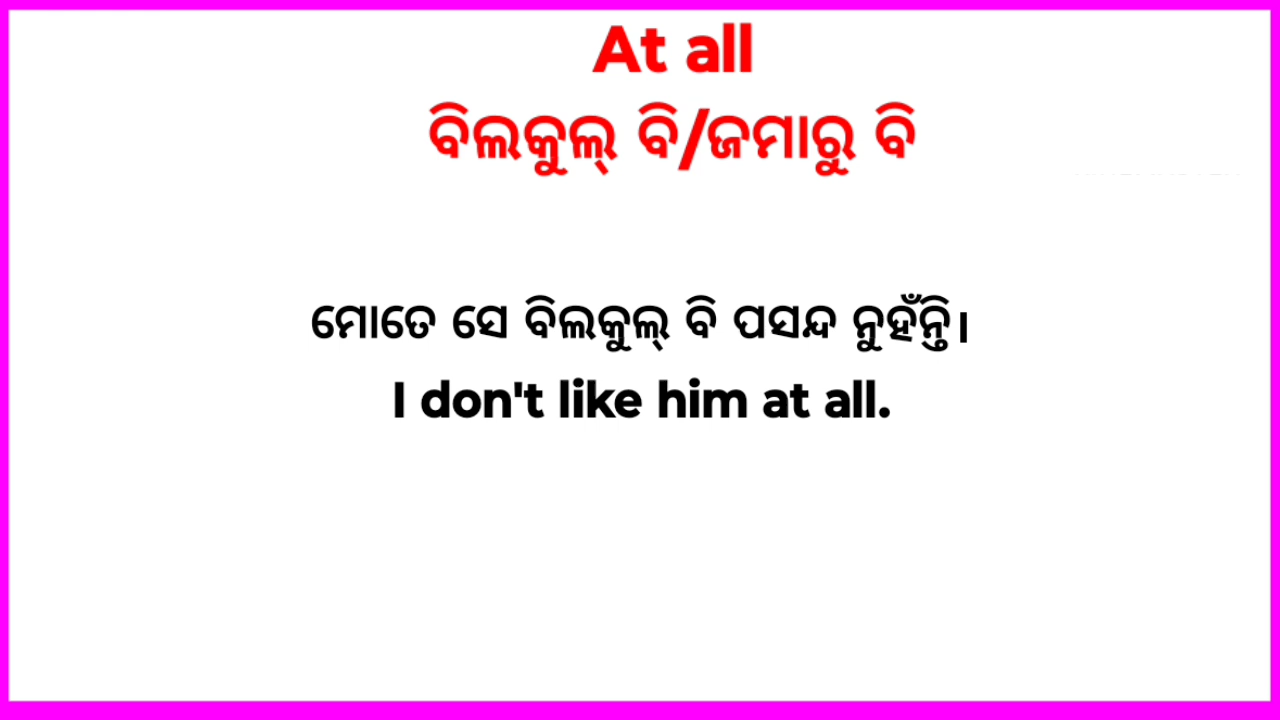 At all
ବିଲକୁଲ୍ ବି/ଜମାରୁ ବି
ମୋତେ ସେ ବିଲକୁଲ୍ ବି ପସନ୍ଦ ନୁହଁନ୍ତି।
I don't like him at all.